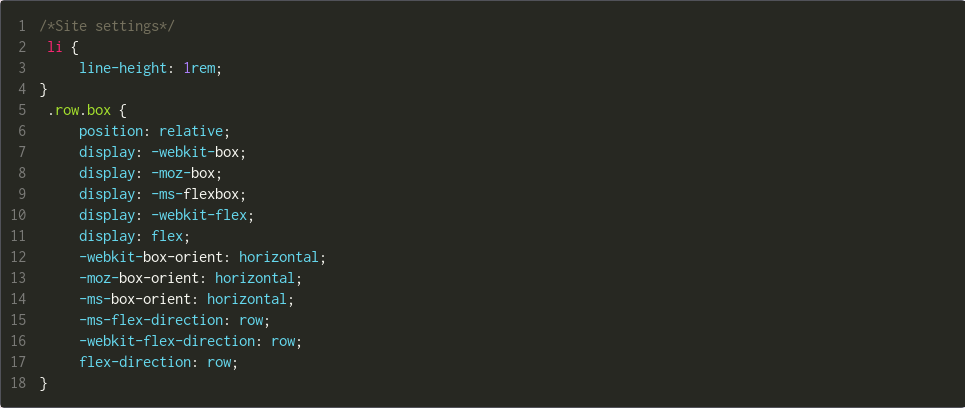 1 /*Site settings*/
2 li {
3 line-height: 1rem;
4 }
5 .row.box {
6 position: relative;
7 display: -webkit-box;
8 display: -moz-box;
9 display: -ms-flexbox;
10 display: -webkit-flex;
11 display: flex;
12 -webkit-box-orient: horizontal;
13 -moz-box-orient: horizontal;
14 -ms-box-orient: horizontal;
15 -ms-flex-direction: row;
16 -webkit-flex-direction: row;
17 flex-direction: row;
18 }